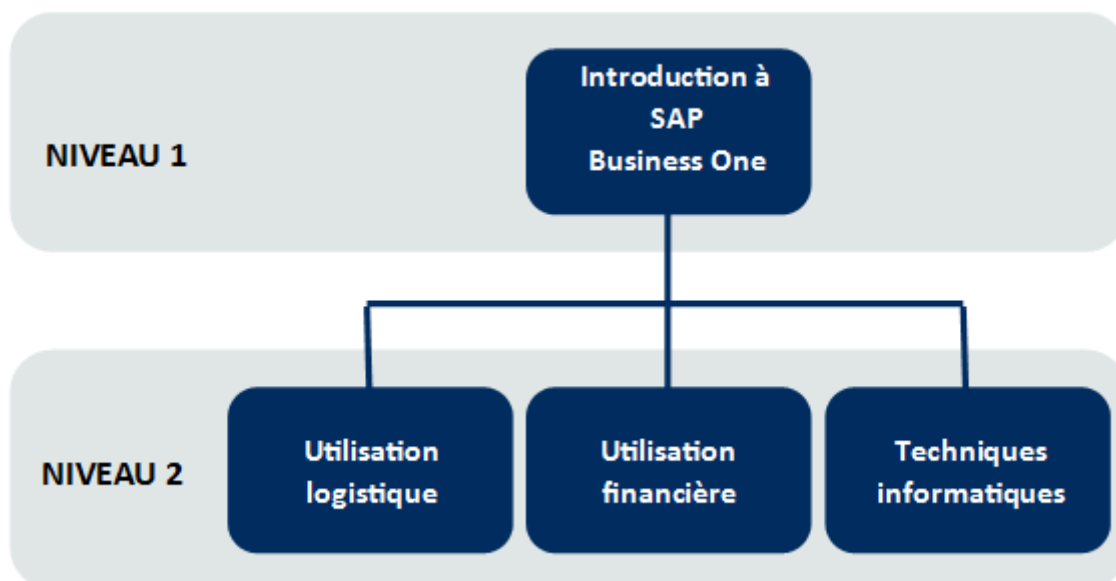 NIVEAU 1
Introduction à
SAP
Business One
NIVEAU 2
Utilisation
logistique
Utilisation
financière
Techniques
informatiques